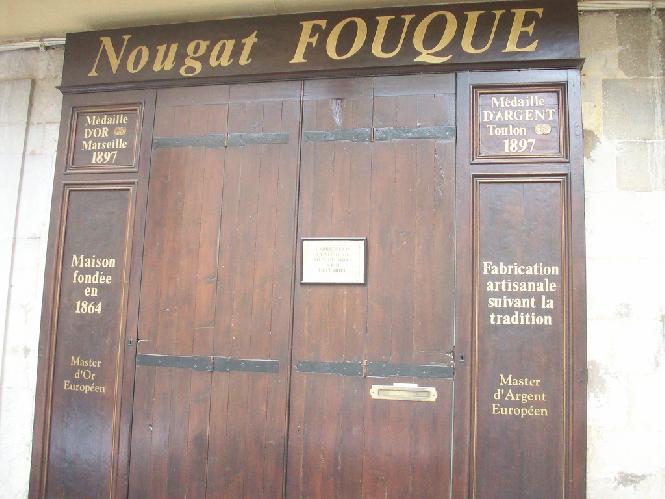 Nougat FOUQUE
Médaille
D'OR
Marseille
1897
Médaille
D'ARGENT
Toulon
1897
Maison
fondée
en
1864
Master
d'Or
Européen
Fabrication
artisanale
suivant la
tradition
Master
d'Argent
Européen